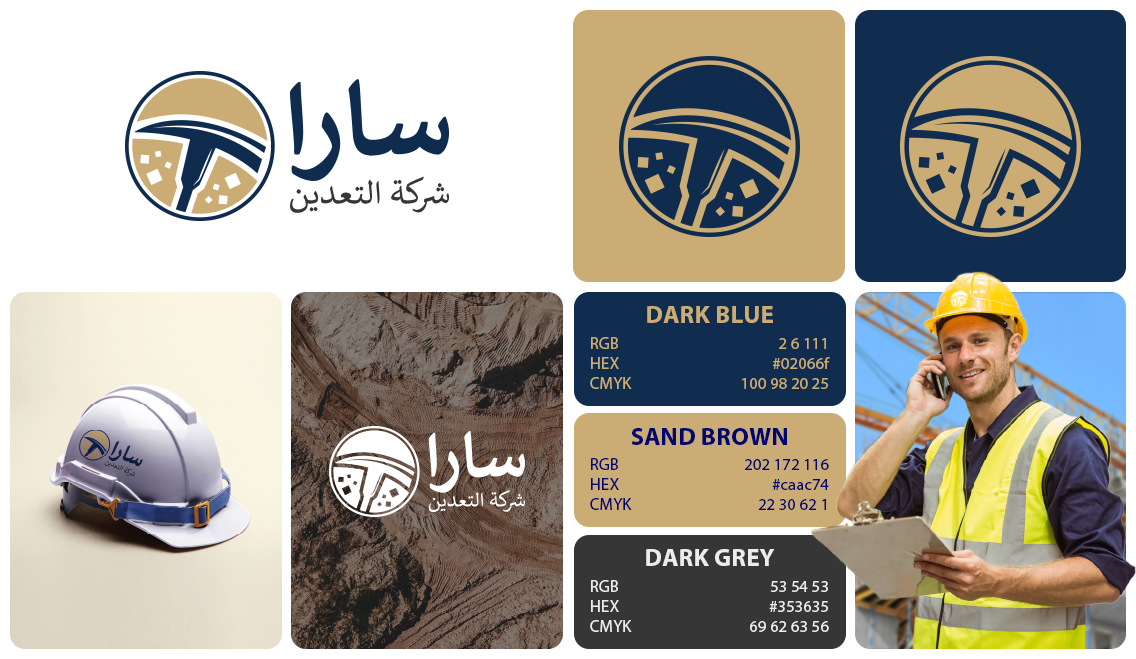 سارا
شركة التعدين
سارا
شركة التعدين
سارا
شركة التعدين
DARK BLUE
RGB 2 6 111
HEX #02066f
CMYK 100 98 20 25
SAND BROWN
RGB 202 172 116
HEX #caac74
CMYK 22 30 62 1
DARK GREY
RGB 53 54 53
HEX #353635
CMYK 69 62 63 56